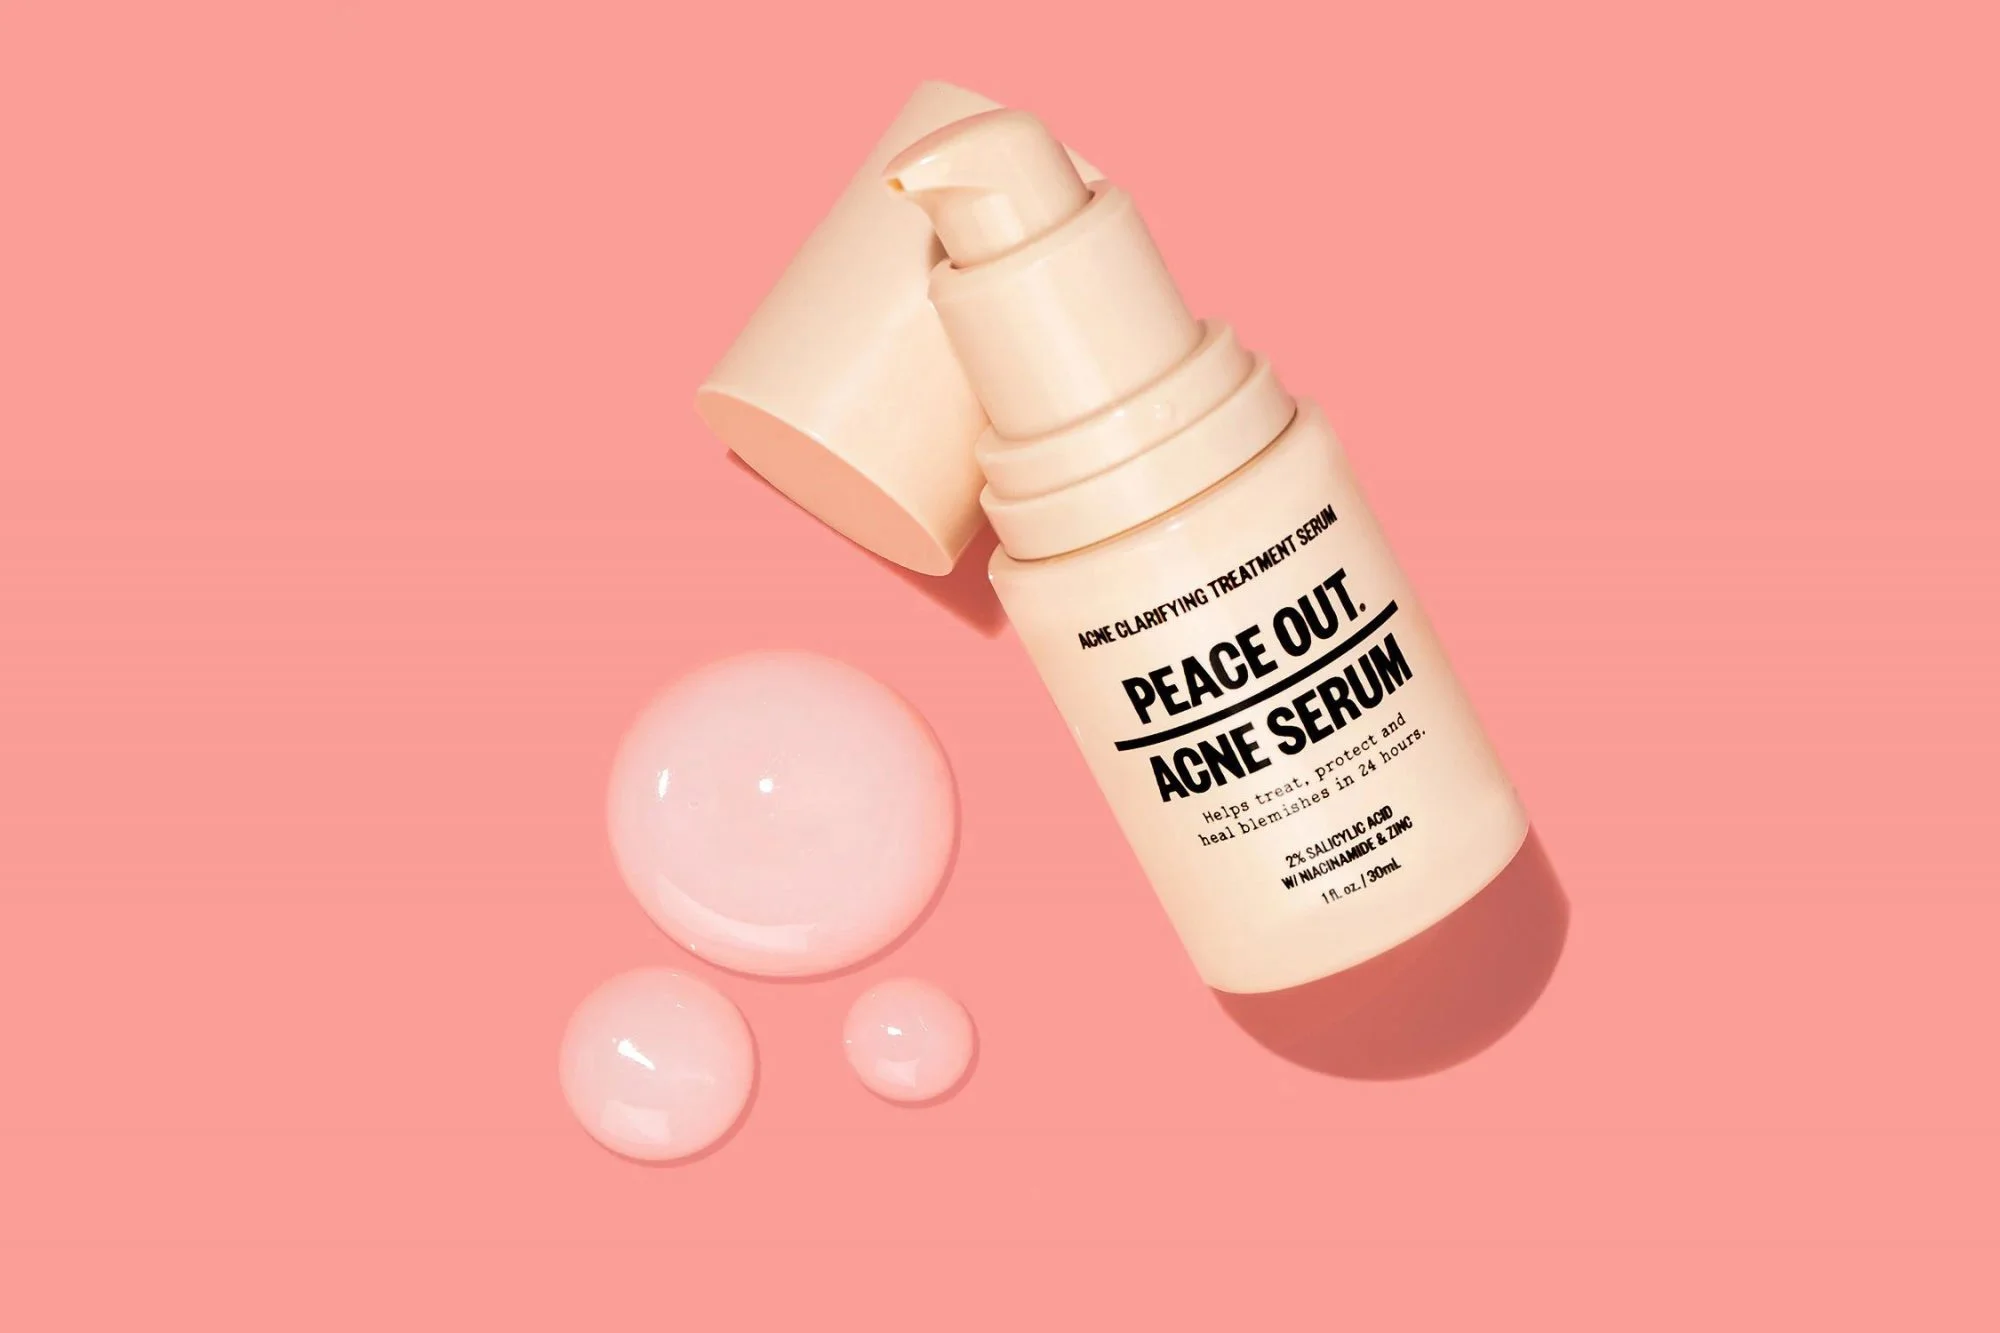 ACNE CLARIFYING TREATMENT SERUM
PEACE OUT.
ACNE SERUM
Helps treat, protect and
heal blemishes in 24 hours.
2% SALICYLIC ACID
W/ NIACINAMIDE & ZINC
1 fl. oz. / 30mL